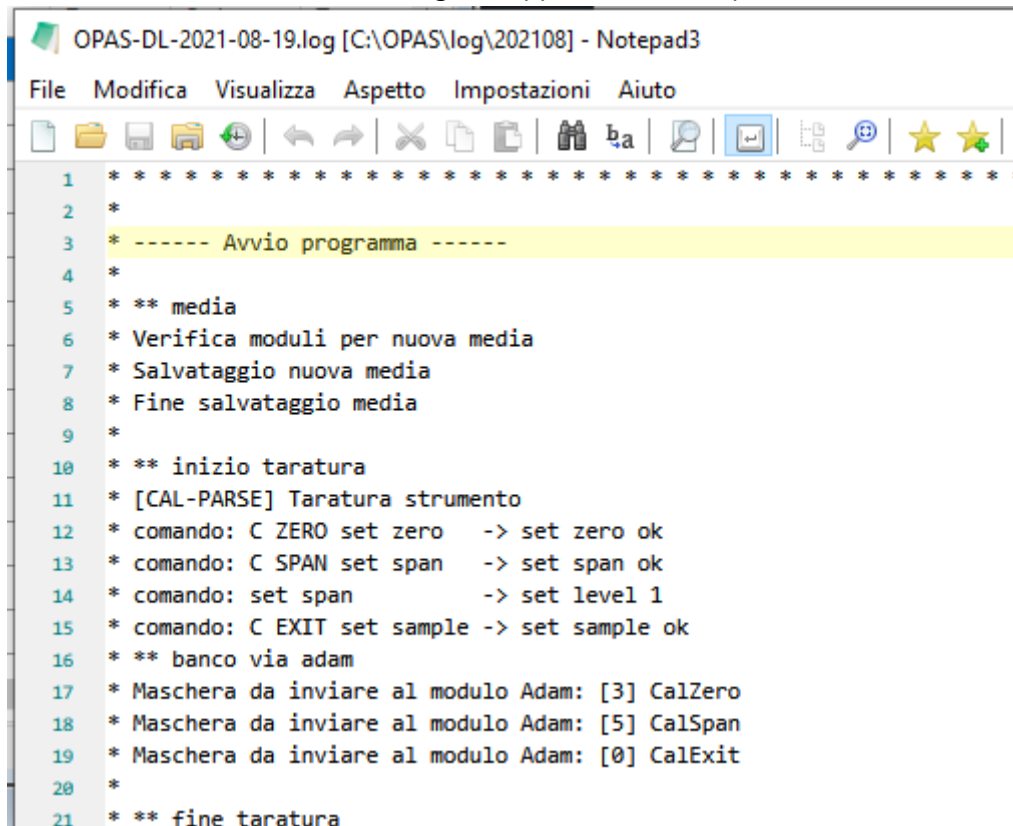 OPAS-DL-2021-08-19.log [C:\OPAS\log\202108] - Notepad3
File Modifica Visualizza Aspetto Impostazioni Aiuto
1 * * * * * * * * * * * * * * * * * * * * * * * * * * * * * * * * * * *
2 *
3 * ------ Avvio programma ------
4 *
5 * ** media
6 * Verifica moduli per nuova media
7 * Salvataggio nuova media
8 * Fine salvataggio media
9 *
10 * ** inizio taratura
11 * [CAL-PARSE] Taratura strumento
12 * comando: C ZERO set zero   -> set zero ok
13 * comando: C SPAN set span   -> set span ok
14 * comando: set span          -> set level 1
15 * comando: C EXIT set sample -> set sample ok
16 * ** banco via adam
17 * Maschera da inviare al modulo Adam: [3] CalZero
18 * Maschera da inviare al modulo Adam: [5] CalSpan
19 * Maschera da inviare al modulo Adam: [0] CalExit
20 *
21 * ** fine taratura